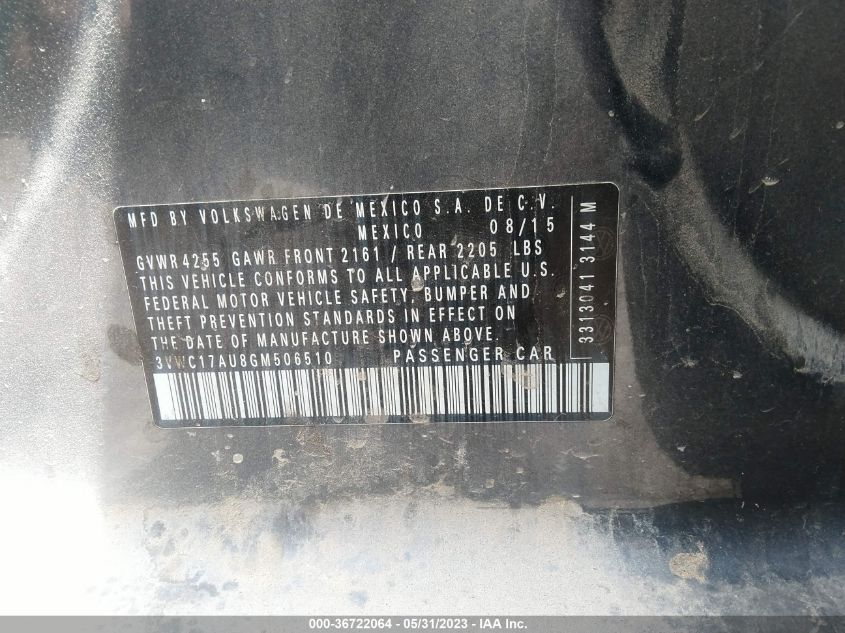 MFD BY VOLKSWAGEN DE MEXICO S.A. DE C.V.
MEXICO 08/15
GVWR 4255 GAWR FRONT 2161 / REAR 2205 LBS
THIS VEHICLE CONFORMS TO ALL APPLICABLE U.S.
FEDERAL MOTOR VEHICLE SAFETY, BUMPER AND
THEFT PREVENTION STANDARDS IN EFFECT ON
THE DATE OF MANUFACTURE SHOWN ABOVE.
3VWC17AU8GM506510 PASSENGER CAR
3313041 3144 M
000-36722064 - 05/31/2023 - © IAA Inc.